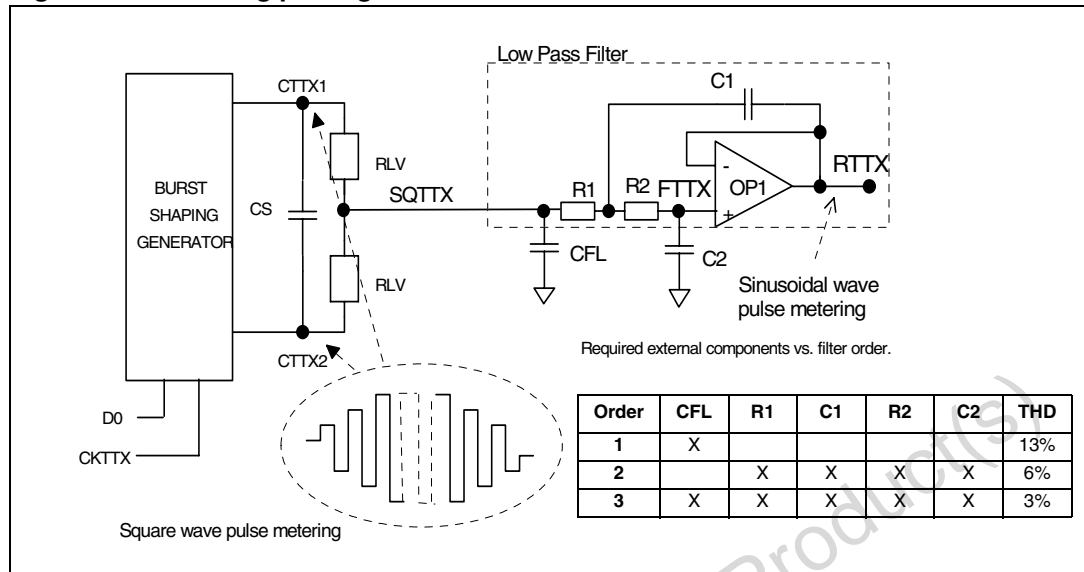 Low Pass Filter
C1
CTTX1
RLV
BURST
SHAPING
GENERATOR
CS
SQTTX
R1
R2
FTTX
-
+
OP1
RTTX
CFL
C2
RLV
Sinusoidal wave
pulse metering
CTTX2
Required external components vs. filter order.
D0
CKTTX
Square wave pulse metering
Order CFL R1 C1 R2 C2 THD
1 X 13%
2 X X X X 6%
3 X X X X X 3%
Product(s)